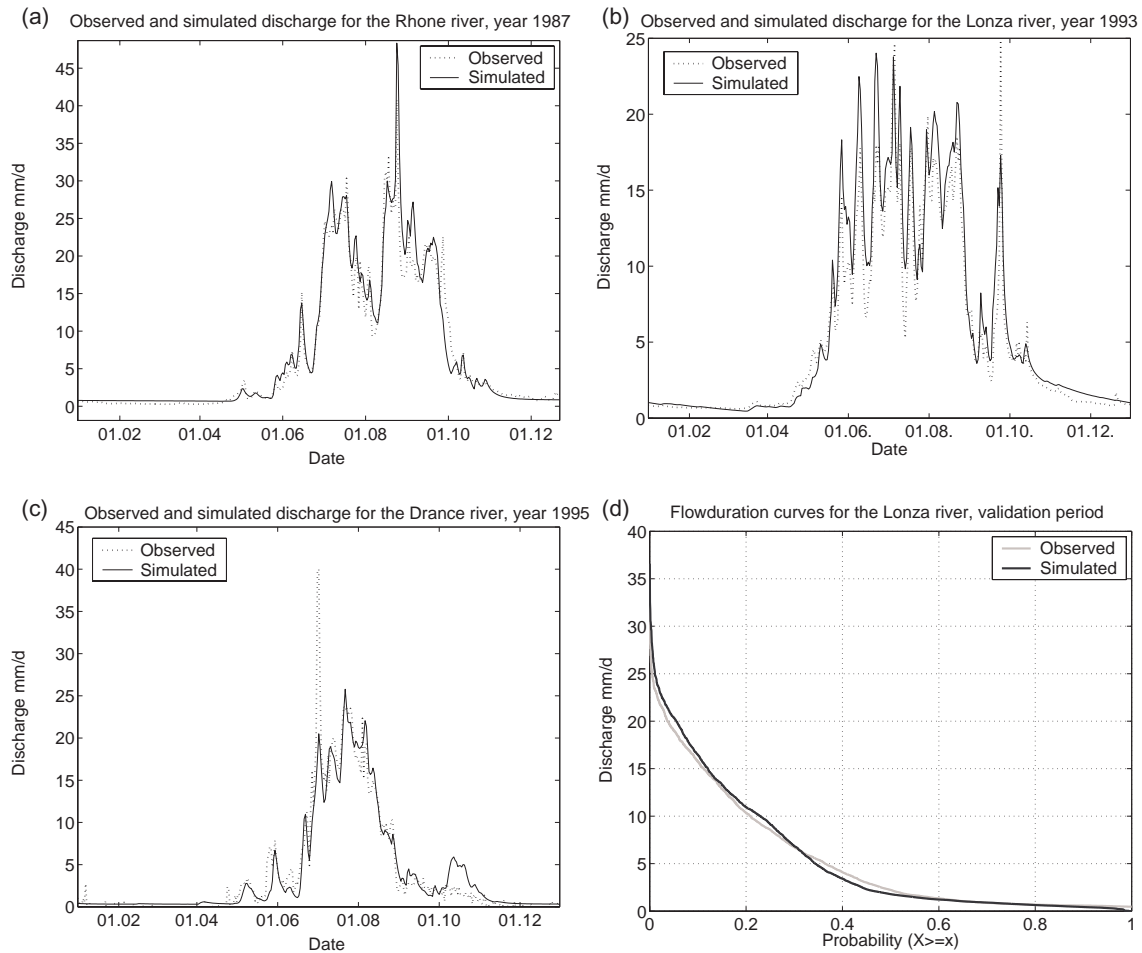 (a)
Observed and simulated discharge for the Rhone river, year 1987
Observed
Simulated
45
40
35
30
25
20
15
10
5
0
Discharge mm/d
01.02
01.04
01.06
01.08
01.10
01.12
Date
(b)
Observed and simulated discharge for the Lonza river, year 1993
Observed
Simulated
25
20
15
10
5
0
Discharge mm/d
01.02
01.04
01.06.
01.08.
01.10.
01.12.
Date
(c)
Observed and simulated discharge for the Drance river, year 1995
Observed
Simulated
45
40
35
30
25
20
15
10
5
0
Discharge mm/d
01.02
01.04
01.06
01.08
01.10
01.12
Date
(d)
Flowduration curves for the Lonza river, validation period
Observed
Simulated
40
35
30
25
20
15
10
5
0
Discharge mm/d
0
0.2
0.4
0.6
0.8
1
Probability (X>=x)